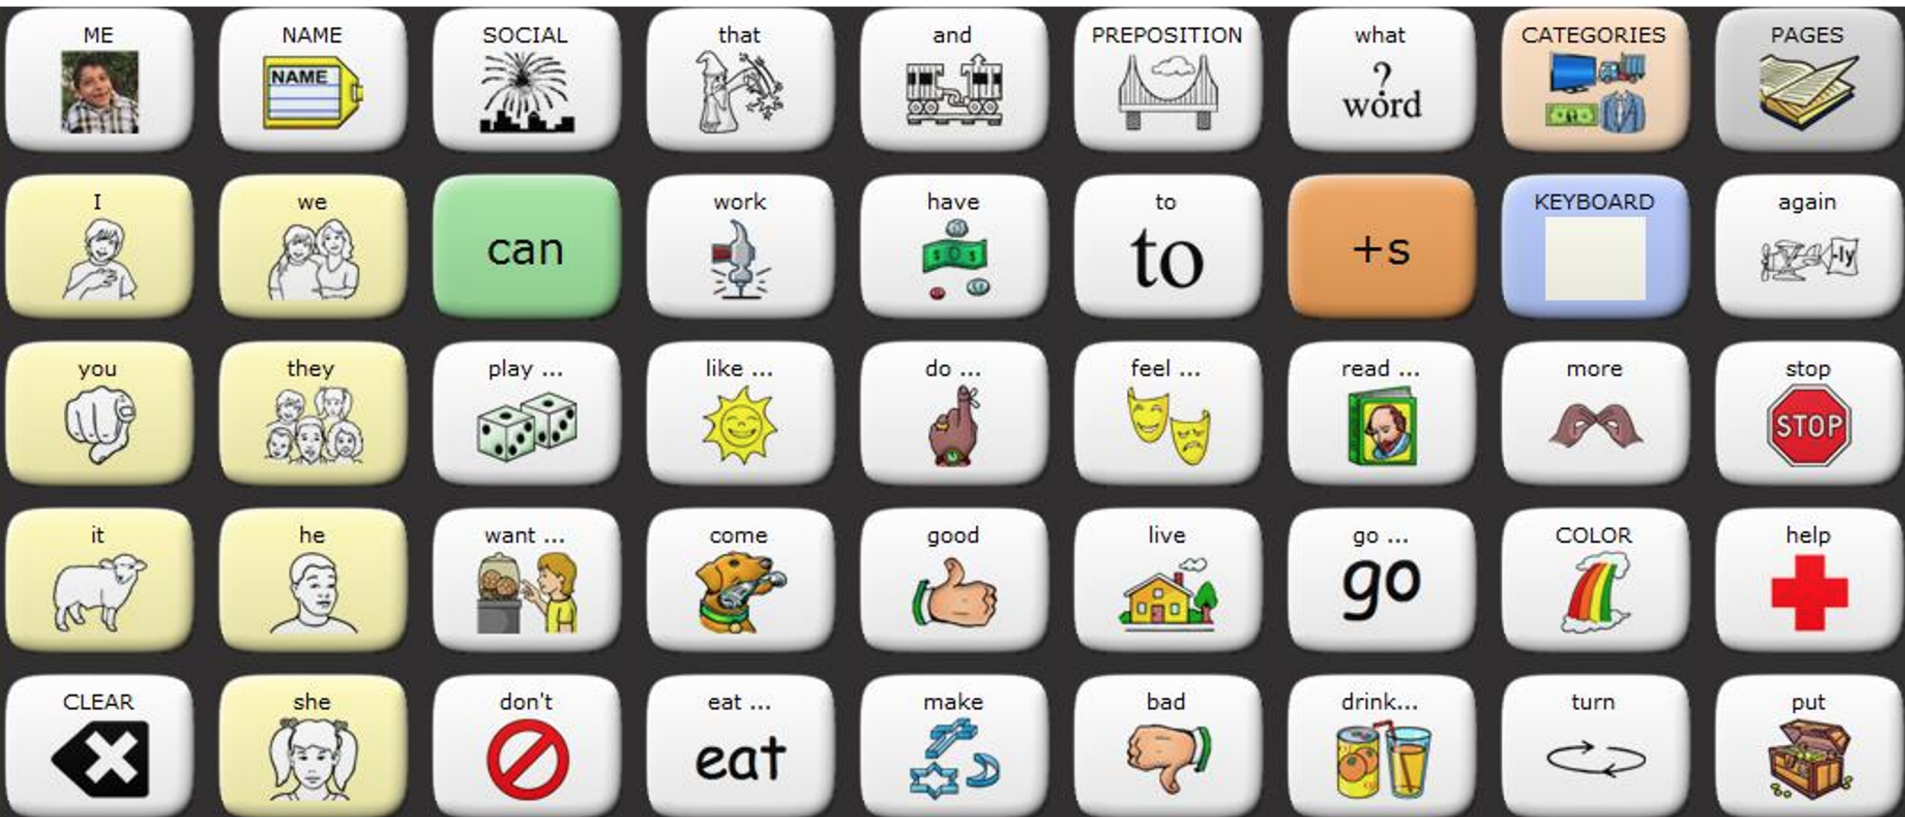 ME NAME SOCIAL that and PREPOSITION what CATEGORIES PAGES
NAME
?
word
I we can work have to +s KEYBOARD again
to
-ly
you they play ... like ... do ... feel ... read ... more stop
STOP
it he want ... come good live go ... COLOR help
go
CLEAR she don't eat ... make bad drink... turn put
eat